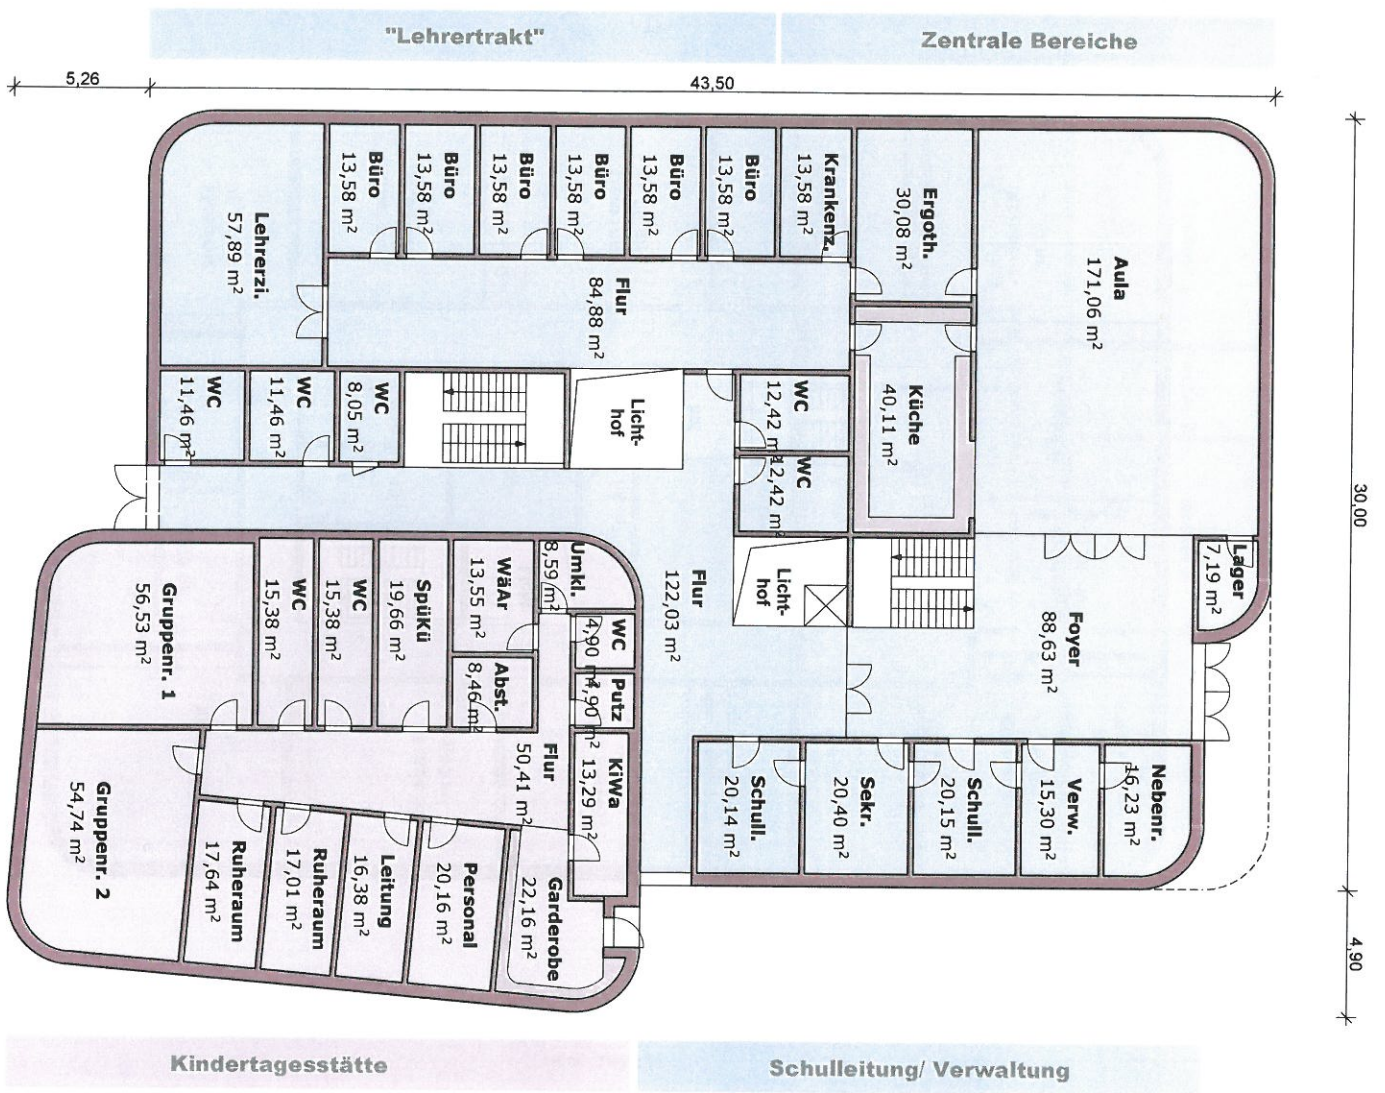 "Lehrertrakt"
Zentrale Bereiche
5,26
43,50
Lehrerzi.
57,89 m²
Büro
13,58 m²
Büro
13,58 m²
Büro
13,58 m²
Büro
13,58 m²
Büro
13,58 m²
Büro
13,58 m²
Krankenz.
13,58 m²
Ergoth.
30,08 m²
Aula
171,06 m²
Flur
84,88 m²
WC
11,46 m²
WC
11,46 m²
WC
8,05 m²
Licht-
hof
WC
12,42 m²
WC
12,42 m²
Küche
40,11 m²
30,00
Licht-
hof
Lager
7,19 m²
Foyer
88,63 m²
Flur
122,03 m²
Gruppenr. 1
56,53 m²
WC
15,38 m²
WC
15,38 m²
SpüKü
19,66 m²
WäAr
13,55 m²
Umkl.
8,59 m²
Abst.
8,46 m²
WC
4,90 m²
Putz
4,90 m²
Flur
50,41 m²
KiWa
13,29 m²
Schull.
20,14 m²
Sekr.
20,40 m²
Schull.
20,15 m²
Verw.
15,30 m²
Nebenr.
16,23 m²
Gruppenr. 2
54,74 m²
Ruheraum
17,64 m²
Ruheraum
17,01 m²
Leitung
16,38 m²
Personal
20,16 m²
Garderobe
22,16 m²
4,90
Kindertagesstätte
Schulleitung/ Verwaltung